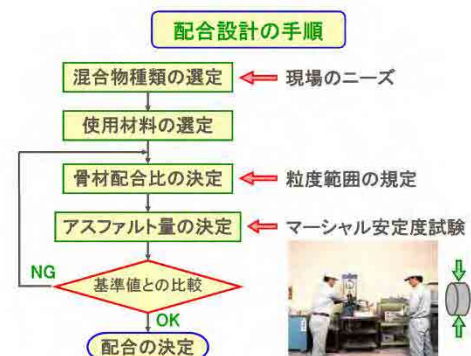 配合設計の手順
混合物種類の選定
現場のニーズ
使用材料の選定
骨材配合比の決定
粒度範囲の規定
アスファルト量の決定
マーシャル安定度試験
NG
基準値との比較
OK
配合の決定